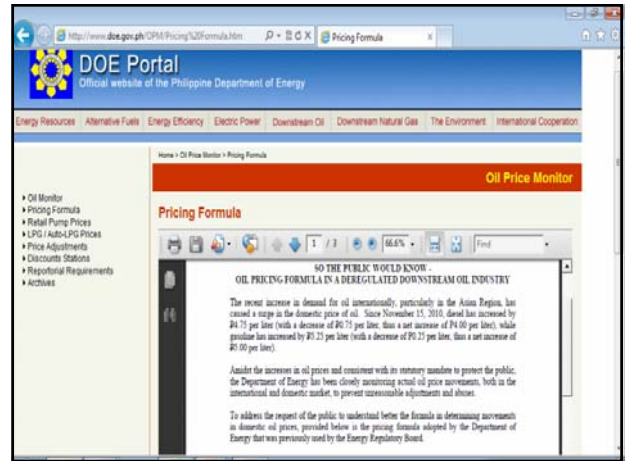 http://www.doe.gov.ph/OPM/Pricing%20Formula.htm
Pricing Formula
DOE Portal
Official website of the Philippine Department of Energy
Energy Resources Alternative Fuels Energy Efficiency Electric Power Downstream Oil Downstream Natural Gas The Environment International Cooperation
Home > Oil Price Monitor > Pricing Formula
Oil Price Monitor
Oil Monitor
Pricing Formula
Retail Pump Prices
LPG / Auto-LPG Prices
Price Adjustments
Discounts Stations
Reportorial Requirements
Archives
Pricing Formula
1 / 3 66.6% Find
SO THE PUBLIC WOULD KNOW -
OIL PRICING FORMULA IN A DEREGULATED DOWNSTREAM OIL INDUSTRY
The recent increase in demand for oil internationally, particularly in the Asian Region, has
caused a surge in the domestic price of oil. Since November 15, 2010, diesel has increased by
₽4.75 per liter (with a decrease of ₽0.75 per liter, thus a net increase of P4.00 per liter), while
gasoline has increased by ₽5.25 per liter (with a decrease of P0.25 per liter, thus a net increase of
₽5.00 per liter).
Amidst the increases in oil prices and consistent with its statutory mandate to protect the public,
the Department of Energy has been closely monitoring actual oil price movements, both in the
international and domestic market, to prevent unreasonable adjustments and abuses.
To address the request of the public to understand better the formula in determining movements
in domestic oil prices, provided below is the pricing formula adopted by the Department of
Energy that was previously used by the Energy Regulatory Board.